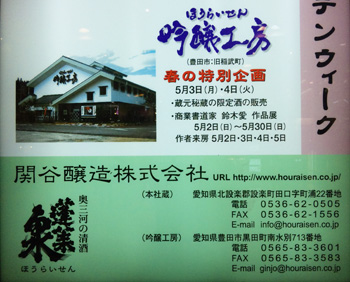 ほうらいせん
吟醸工房
(豊田市:旧稲武町)
春の特別企画
5月3日(月)・4日(火)
・蔵元秘蔵の限定酒の販売
・商業書道家 鈴木愛 作品展
5月2日(日)〜5月30日(日)
作者来房 5月2日・3日・4日・5日
テンウィーク
関谷醸造株式会社 URL http://www.houraisen.co.jp/
奥三河の清酒
蓬莱泉
ほうらいせん
(本社蔵) 愛知県北設楽郡設楽町田口字町浦22番地
電話 0536-62-0505
FAX 0536-62-1556
E-mail info@houraisen.co.jp
(吟醸工房) 愛知県豊田市黒田町南水別713番地
電話 0565-83-3601
FAX 0565-83-3583
E-mail ginjo@houraisen.co.jp